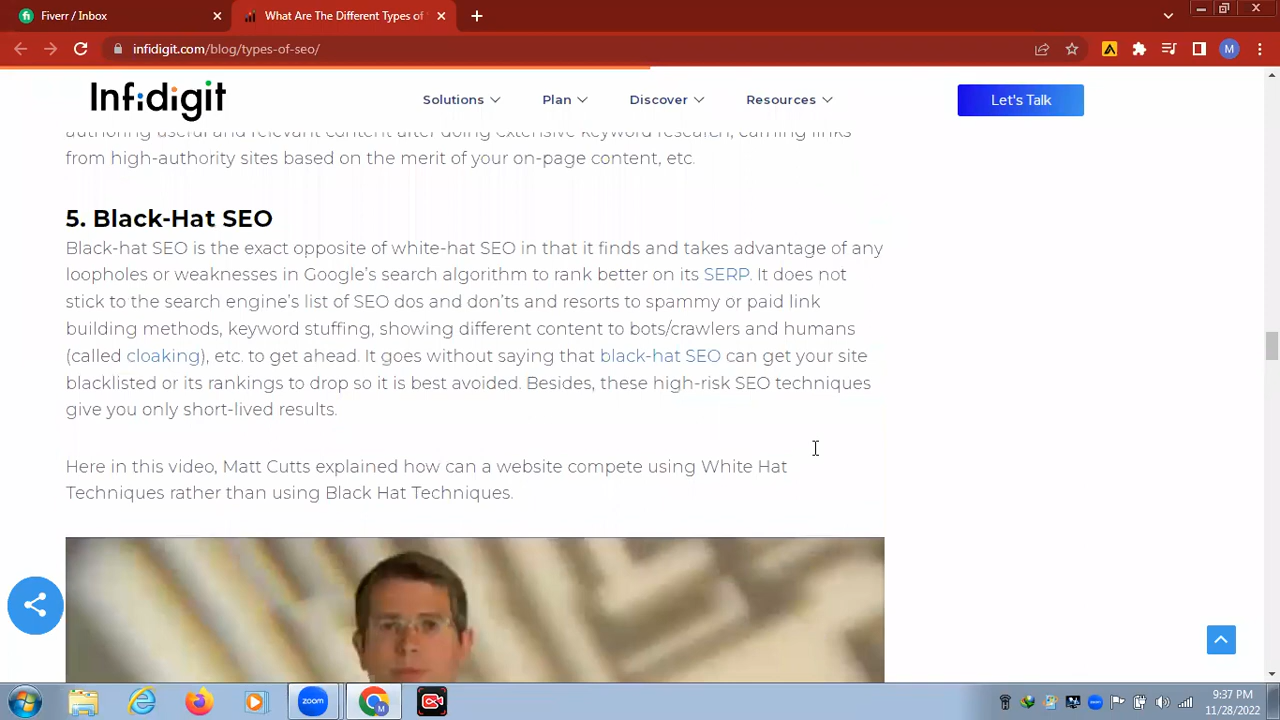 Fiverr / Inbox
What Are The Different Types of
infidigit.com/blog/types-of-seo/
M
Infidigit
Solutions
Plan
Discover
Resources
Let's Talk
authoring useful and relevant content after doing extensive keyword research, earning links
from high-authority sites based on the merit of your on-page content, etc.
5. Black-Hat SEO
Black-hat SEO is the exact opposite of white-hat SEO in that it finds and takes advantage of any
loopholes or weaknesses in Google's search algorithm to rank better on its SERP. It does not
stick to the search engine's list of SEO dos and don'ts and resorts to spammy or paid link
building methods, keyword stuffing, showing different content to bots/crawlers and humans
(called cloaking), etc. to get ahead. It goes without saying that black-hat SEO can get your site
blacklisted or its rankings to drop so it is best avoided. Besides, these high-risk SEO techniques
give you only short-lived results.
Here in this video, Matt Cutts explained how can a website compete using White Hat
Techniques rather than using Black Hat Techniques.
zoom
M
9:37 PM
11/28/2022